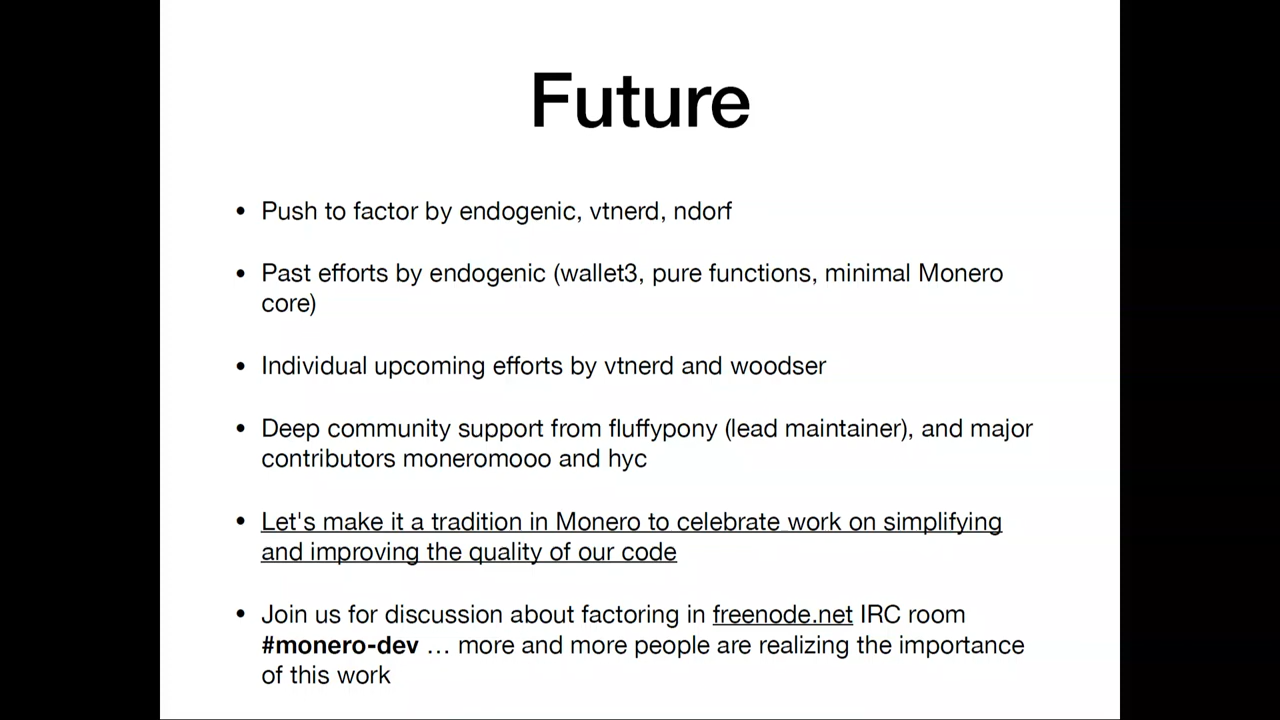 Future
• Push to factor by endogenic, vtnerd, ndorf
• Past efforts by endogenic (wallet3, pure functions, minimal Monero
core)
• Individual upcoming efforts by vtnerd and woodser
• Deep community support from fluffypony (lead maintainer), and major
contributors moneromooo and hyc
• Let's make it a tradition in Monero to celebrate work on simplifying
and improving the quality of our code
• Join us for discussion about factoring in freenode.net IRC room
#monero-dev … more and more people are realizing the importance
of this work